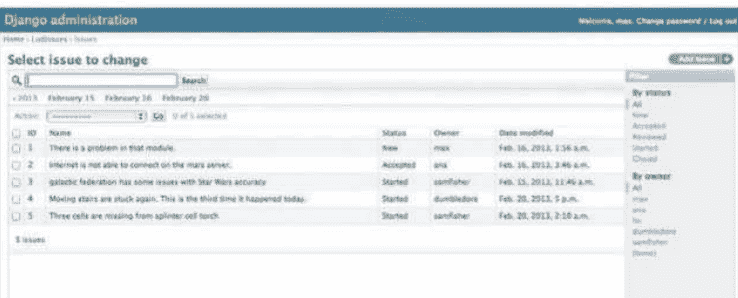 Django administration
Welcome, max. Change password / Log out
Home › › Issues
Select issue to change
Add issue +
Search
‹ 2013 February 15 February 16 February 20
Action: --------- Go 0 of 5 selected
ID Name Status Owner Date modified
1 There is a problem in that module. New max Feb. 16, 2013, 1:56 a.m.
2 Internet is not able to connect on the mars server. Accepted ana Feb. 16, 2013, 3:46 a.m.
3 galactic federation has some issues with Star Wars accuracy Started samfisher Feb. 15, 2013, 11:46 a.m.
4 Moving stairs are stuck again. This is the third time it happened today. Started dumbledore Feb. 20, 2013, 5 p.m.
5 Three cells are missing from splinter cell torch Started samfisher Feb. 20, 2013, 2:10 a.m.
5 issues
Filter
By status
All
New
Accepted
Reviewed
Started
Closed
By owner
All
max
ana
dumbledore
samfisher
(None)